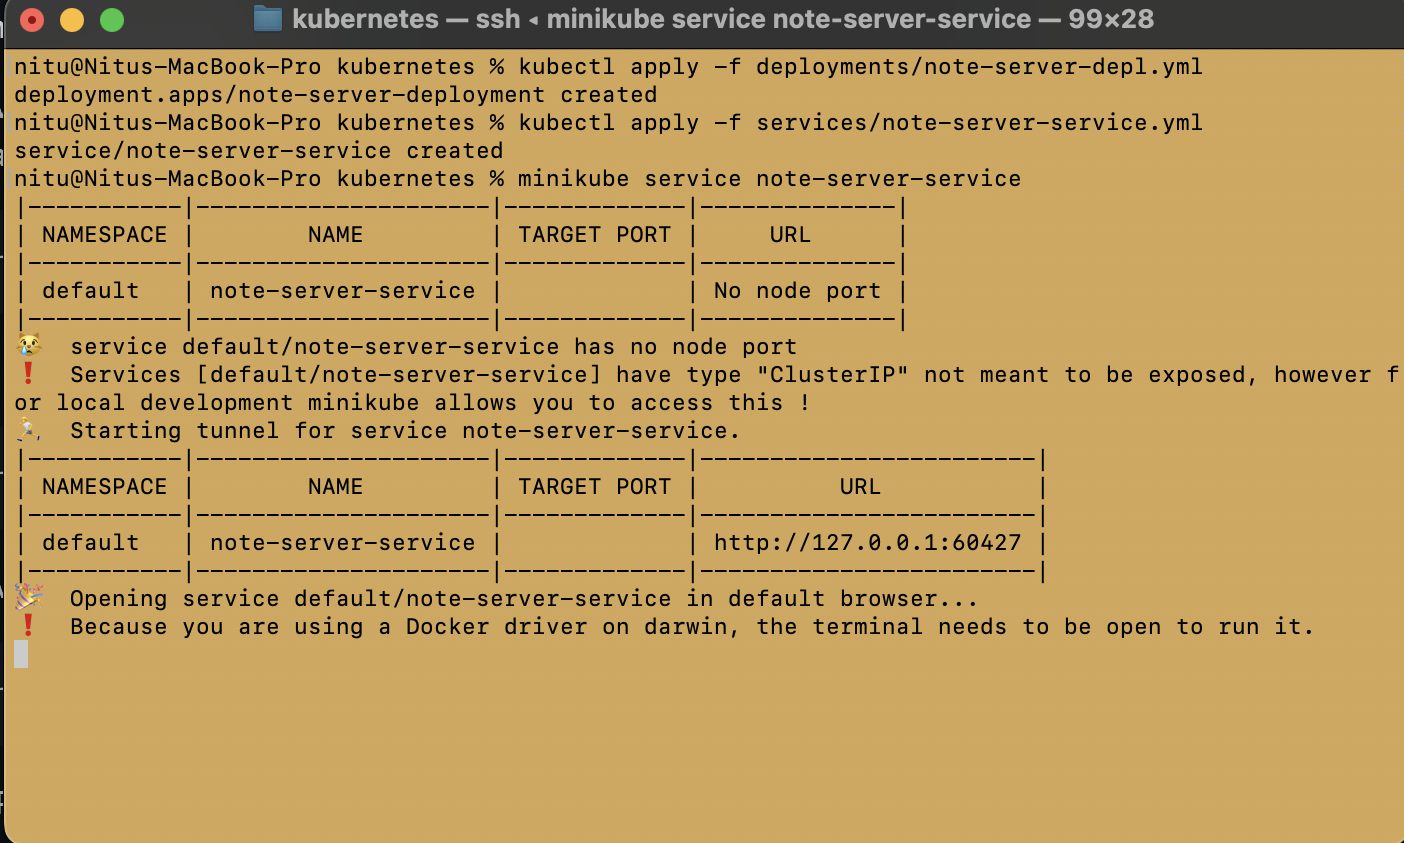 kubernetes — ssh ◂ minikube service note-server-service — 99×28
nitu@Nitus-MacBook-Pro kubernetes % kubectl apply -f deployments/note-server-depl.yml
deployment.apps/note-server-deployment created
nitu@Nitus-MacBook-Pro kubernetes % kubectl apply -f services/note-server-service.yml
service/note-server-service created
nitu@Nitus-MacBook-Pro kubernetes % minikube service note-server-service
|-----------|---------------------|-------------|--------------|
| NAMESPACE |        NAME         | TARGET PORT |     URL      |
|-----------|---------------------|-------------|--------------|
| default   | note-server-service |             | No node port |
|-----------|---------------------|-------------|--------------|
😿  service default/note-server-service has no node port
❗  Services [default/note-server-service] have type "ClusterIP" not meant to be exposed, however f
or local development minikube allows you to access this !
🏃  Starting tunnel for service note-server-service.
|-----------|---------------------|-------------|------------------------|
| NAMESPACE |        NAME         | TARGET PORT |          URL           |
|-----------|---------------------|-------------|------------------------|
| default   | note-server-service |             | http://127.0.0.1:60427 |
|-----------|---------------------|-------------|------------------------|
🎉  Opening service default/note-server-service in default browser...
❗  Because you are using a Docker driver on darwin, the terminal needs to be open to run it.